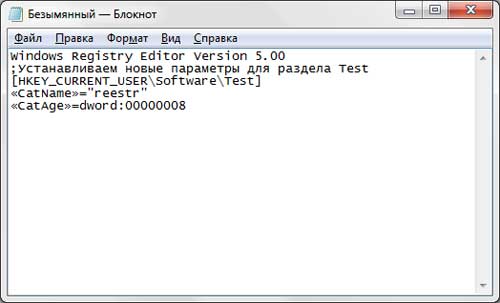 Безымянный — Блокнот
Файл Правка Формат Вид Справка
Windows Registry Editor Version 5.00
;Устанавливаем новые параметры для раздела Test
[HKEY_CURRENT_USER\Software\Test]
«CatName»="reestr"
«CatAge»=dword:00000008